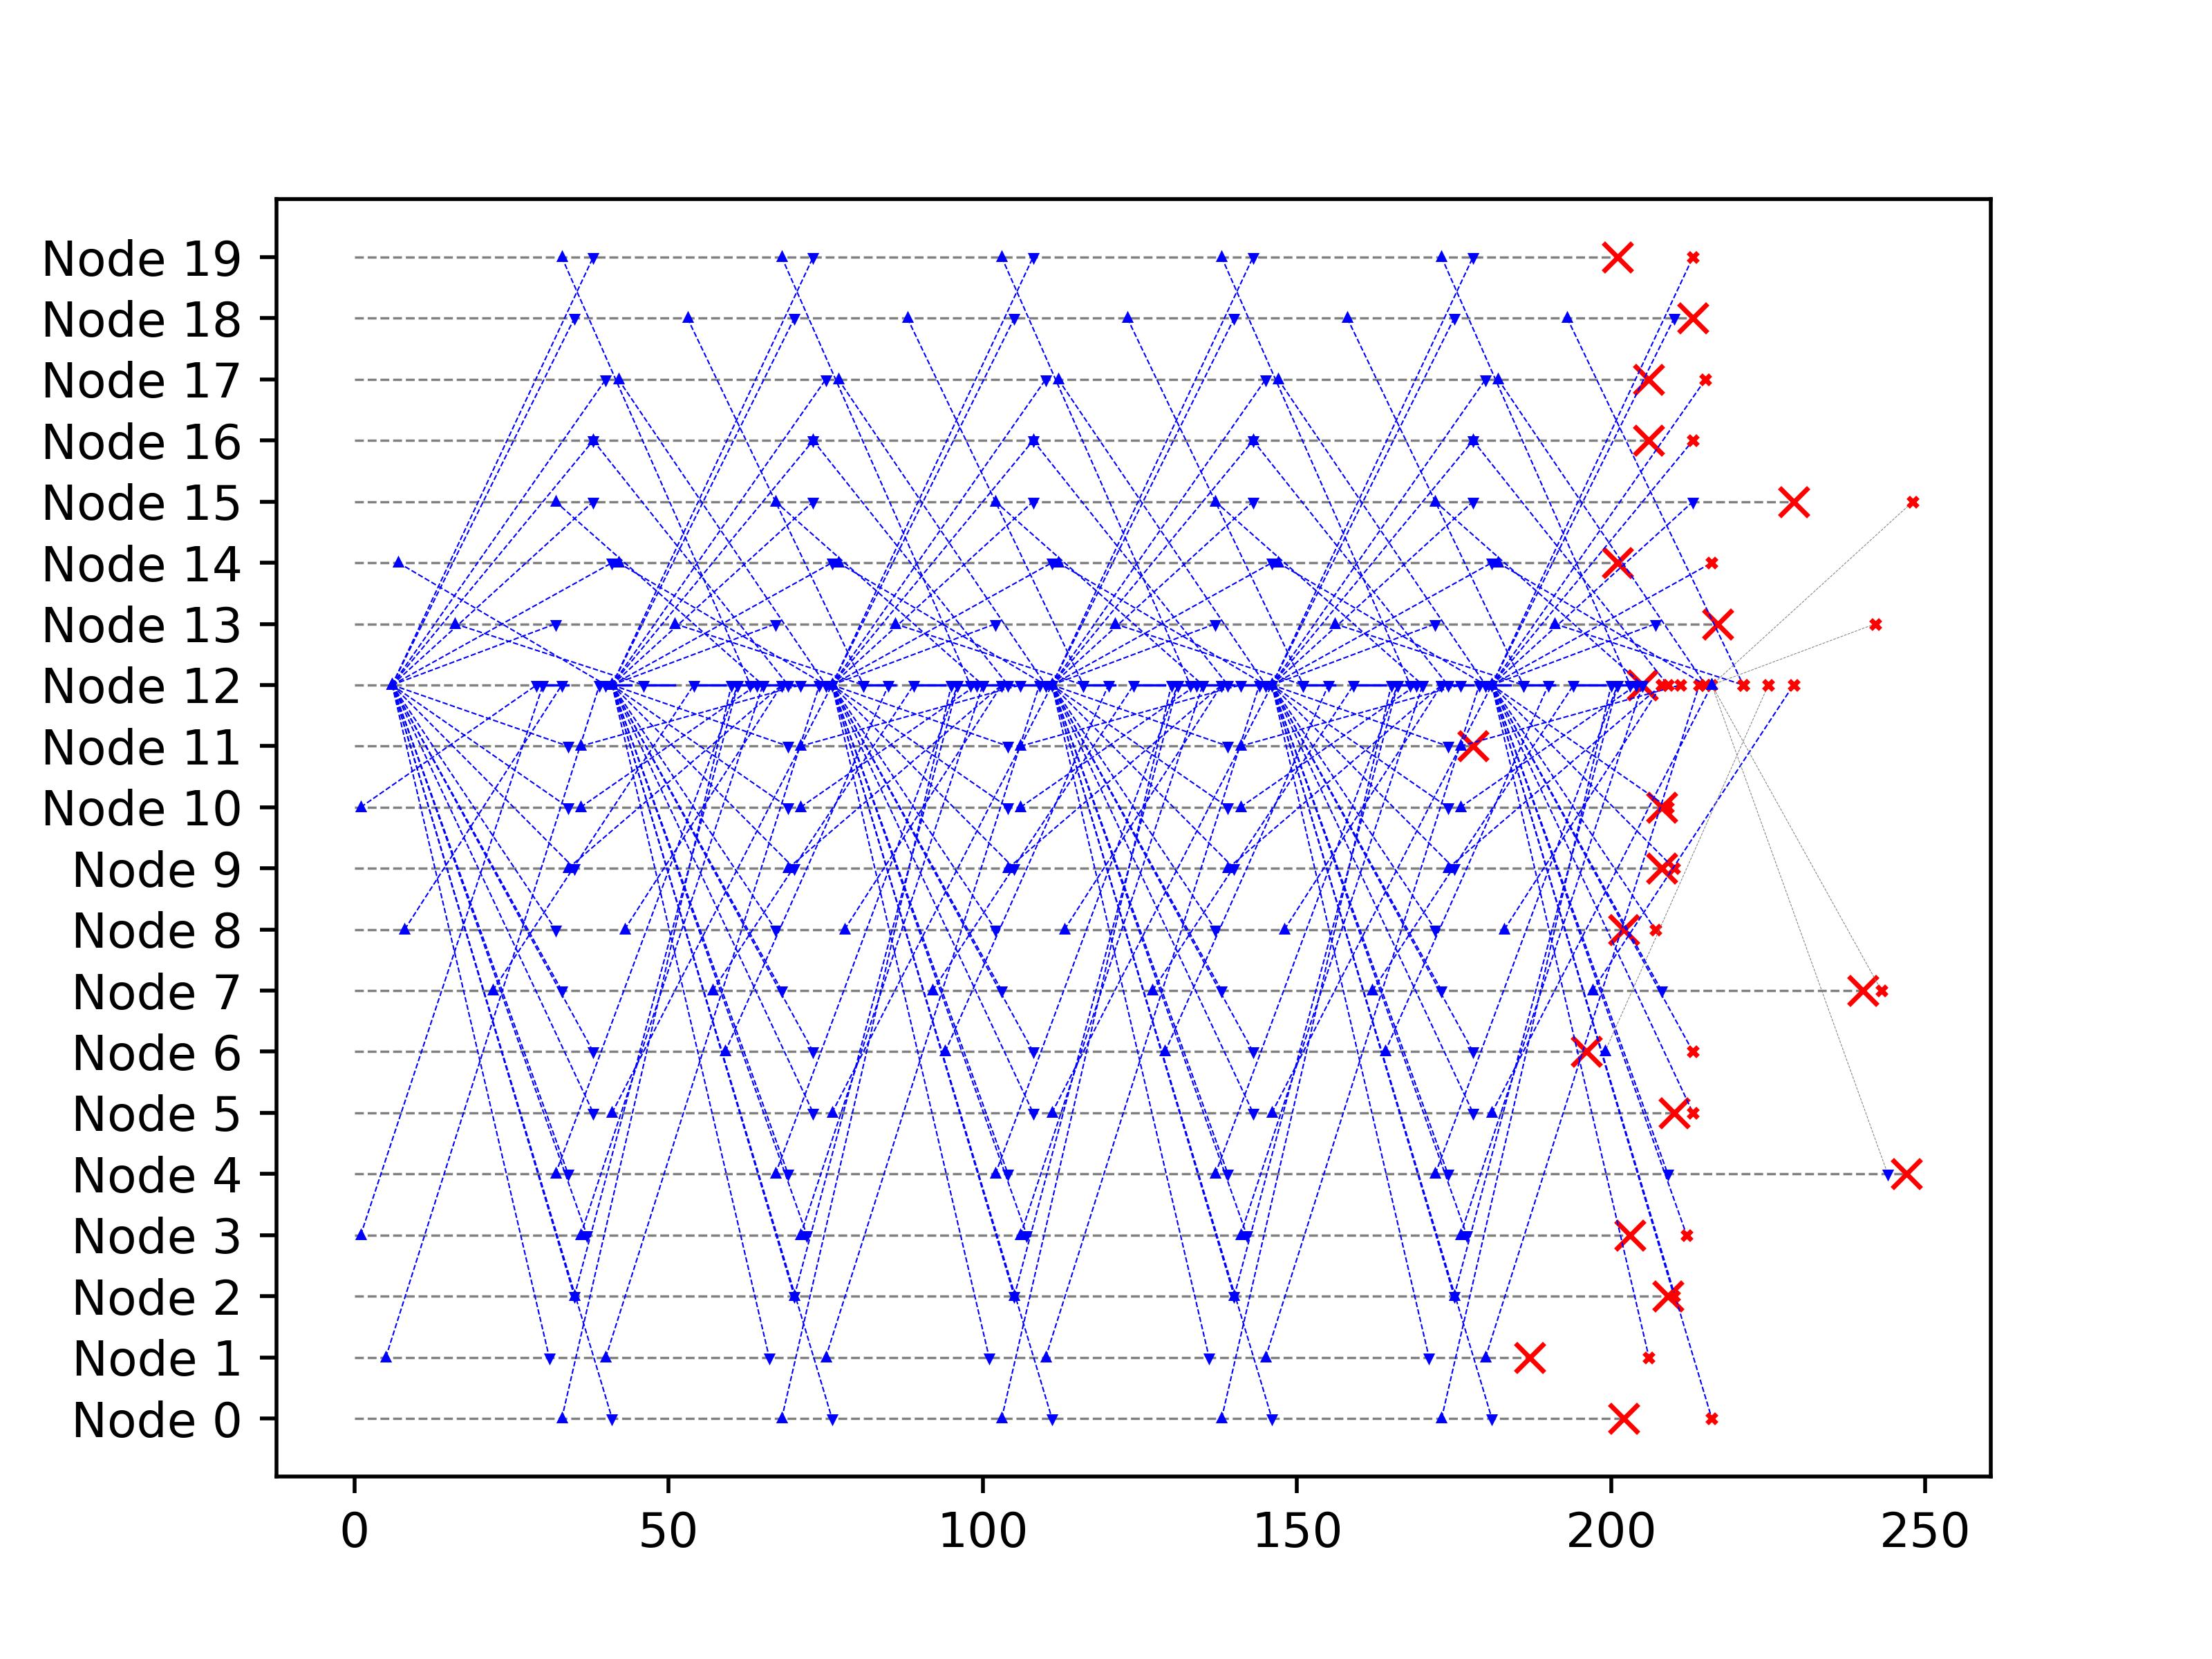 Node 19
Node 18
Node 17
Node 16
Node 15
Node 14
Node 13
Node 12
Node 11
Node 10
Node 9
Node 8
Node 7
Node 6
Node 5
Node 4
Node 3
Node 2
Node 1
Node 0
0 50 100 150 200 250